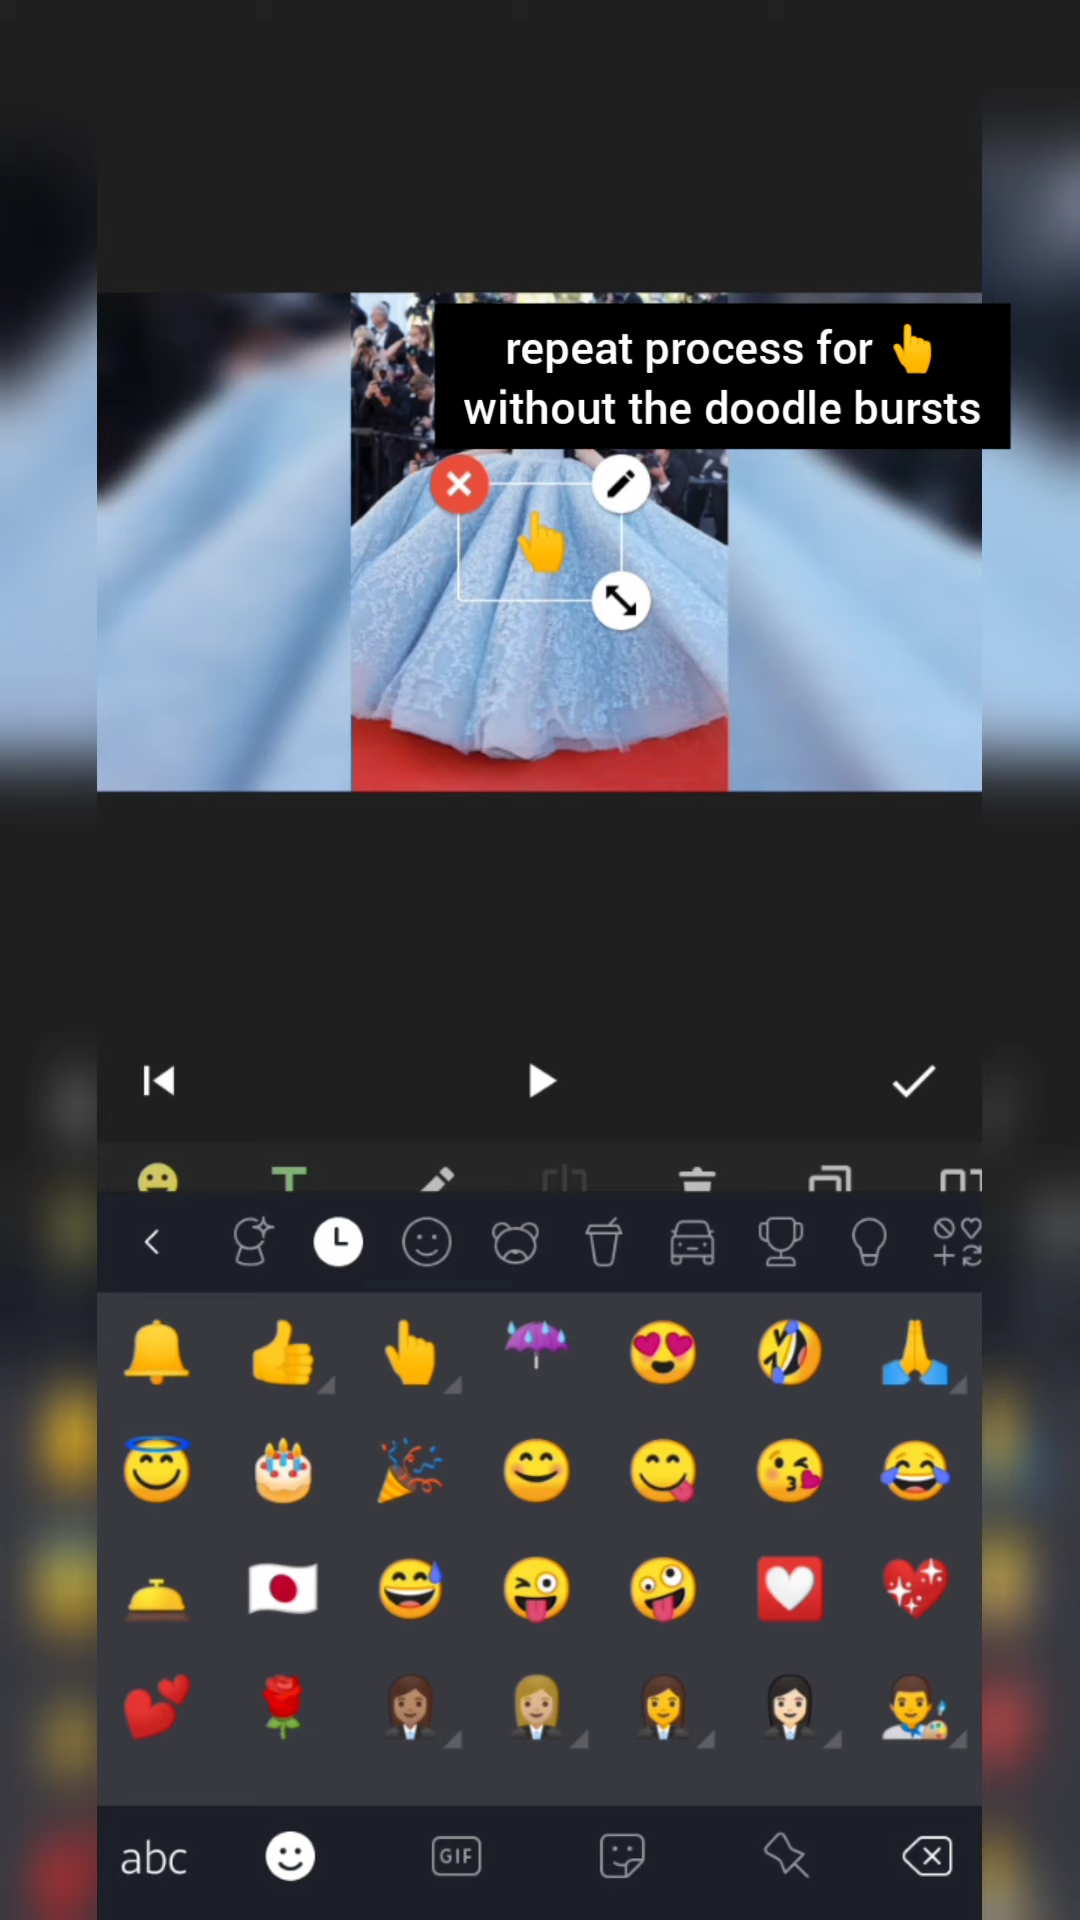 repeat process for 👆
without the doodle bursts
T
abc
GIF